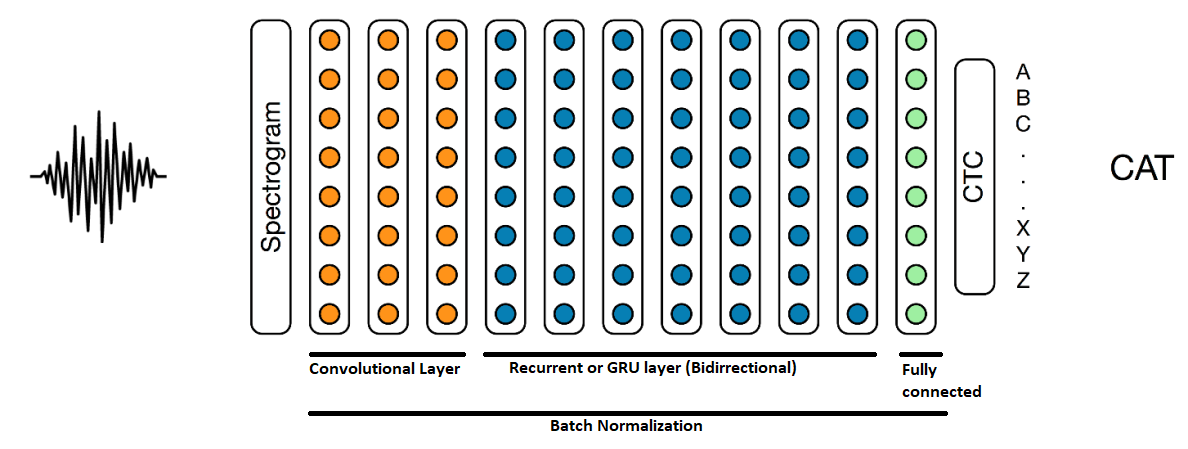 Spectrogram
CTC
A
B
C
.
.
.
X
Y
Z
CAT
Convolutional Layer
Recurrent or GRU layer (Bidirrectional)
Fully
connected
Batch Normalization